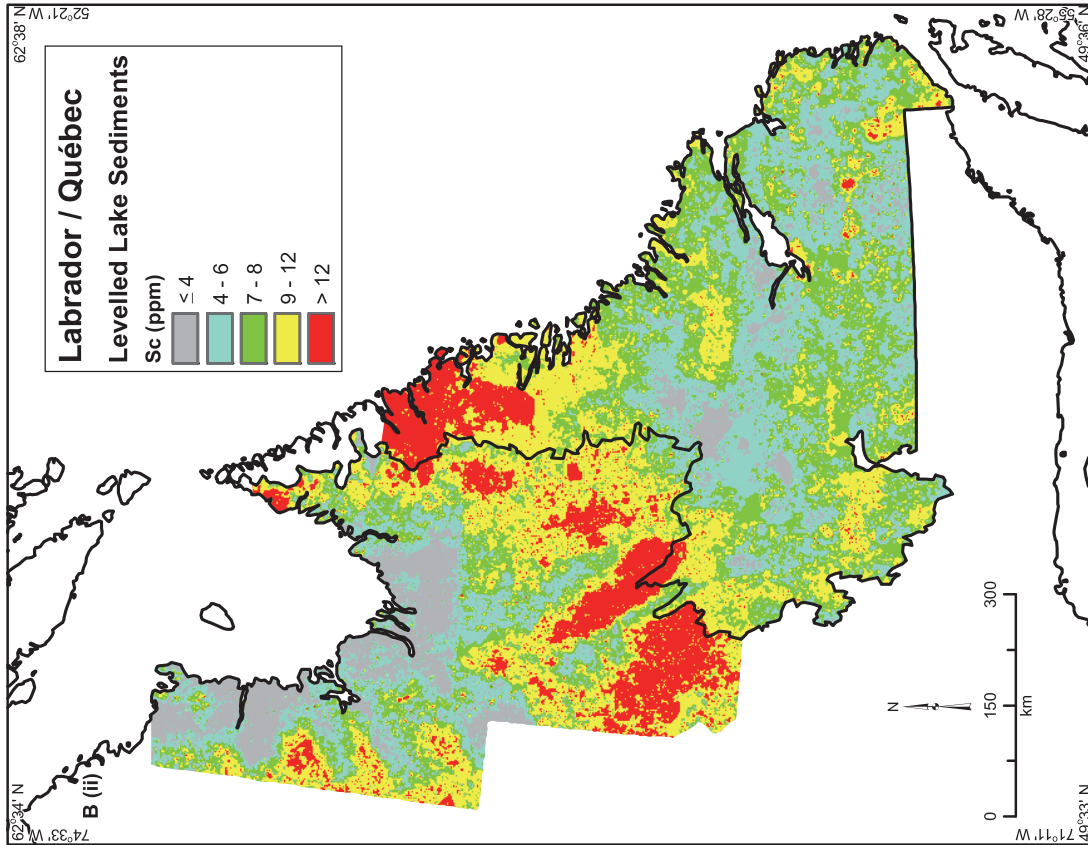 62°34' N
74°33' W
62°38' N
52°21' W
B (ii)
Labrador / Québec
Levelled Lake Sediments
Sc (ppm)
≤ 4
4 - 6
7 - 8
9 - 12
> 12
N
0 150 300
km
71°11' W
49°33' N
55°28' W
49°36' N